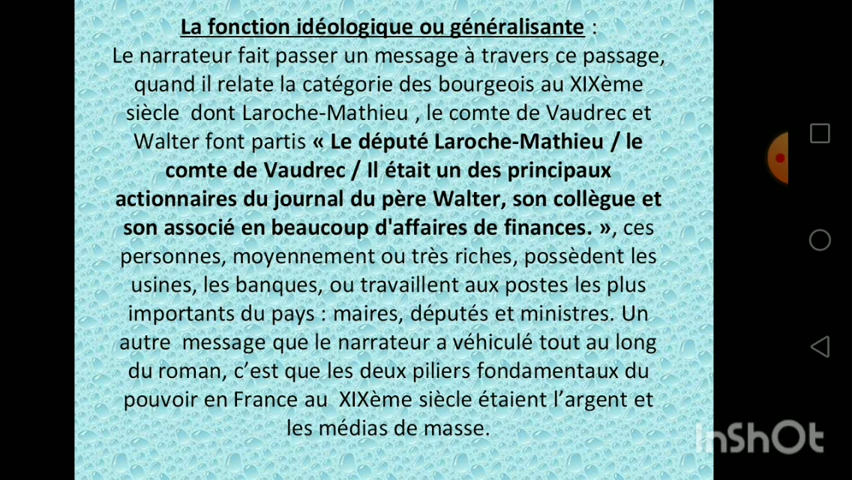 La fonction idéologique ou généralisante :
Le narrateur fait passer un message à travers ce passage,
quand il relate la catégorie des bourgeois au XIXème
siècle dont Laroche-Mathieu , le comte de Vaudrec et
Walter font partis « Le député Laroche-Mathieu / le
comte de Vaudrec / Il était un des principaux
actionnaires du journal du père Walter, son collègue et
son associé en beaucoup d'affaires de finances. », ces
personnes, moyennement ou très riches, possèdent les
usines, les banques, ou travaillent aux postes les plus
importants du pays : maires, députés et ministres. Un
autre message que le narrateur a véhiculé tout au long
du roman, c’est que les deux piliers fondamentaux du
pouvoir en France au XIXème siècle étaient l’argent et
les médias de masse.
InShOt